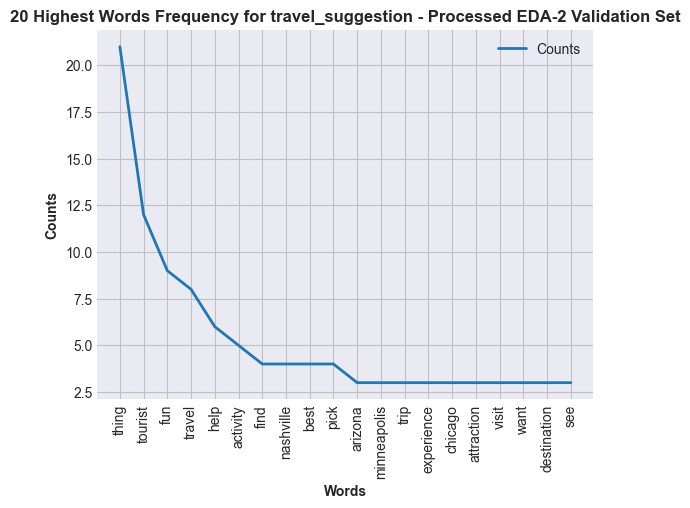 20 Highest Words Frequency for travel_suggestion - Processed EDA-2 Validation Set
Counts
20.0
17.5
15.0
12.5
10.0
7.5
5.0
2.5
Counts
thing
tourist
fun
travel
help
activity
find
nashville
best
pick
arizona
minneapolis
trip
experience
chicago
attraction
visit
want
destination
see
Words